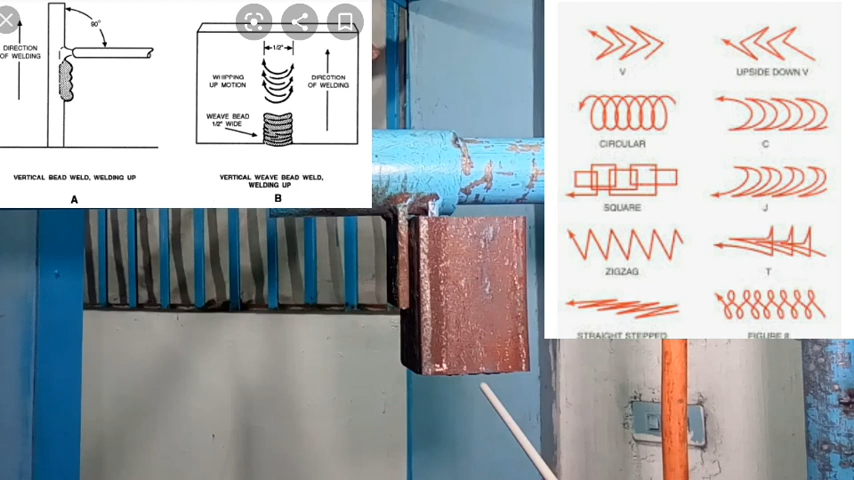 90°
DIRECTION
OF WELDING
VERTICAL BEAD WELD, WELDING UP
A
1/2"
WHIPPING
UP MOTION
DIRECTION
OF WELDING
WEAVE BEAD
1/2" WIDE
VERTICAL WEAVE BEAD WELD,
WELDING UP
B
V
UPSIDE DOWN V
CIRCULAR
C
SQUARE
J
ZIGZAG
T
STRAIGHT STEPPED
FIGURE 8